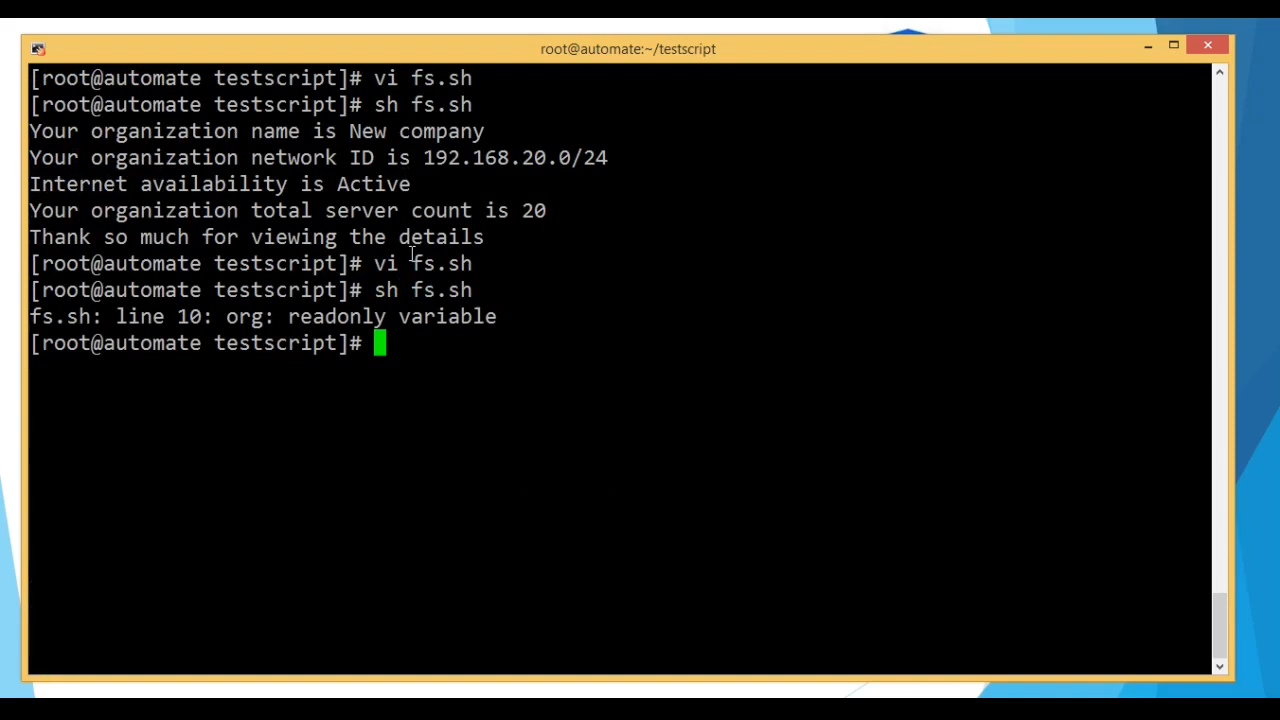 root@automate:~/testscript
[root@automate testscript]# vi fs.sh
[root@automate testscript]# sh fs.sh
Your organization name is New company
Your organization network ID is 192.168.20.0/24
Internet availability is Active
Your organization total server count is 20
Thank so much for viewing the details
[root@automate testscript]# vi fs.sh
[root@automate testscript]# sh fs.sh
fs.sh: line 10: org: readonly variable
[root@automate testscript]#